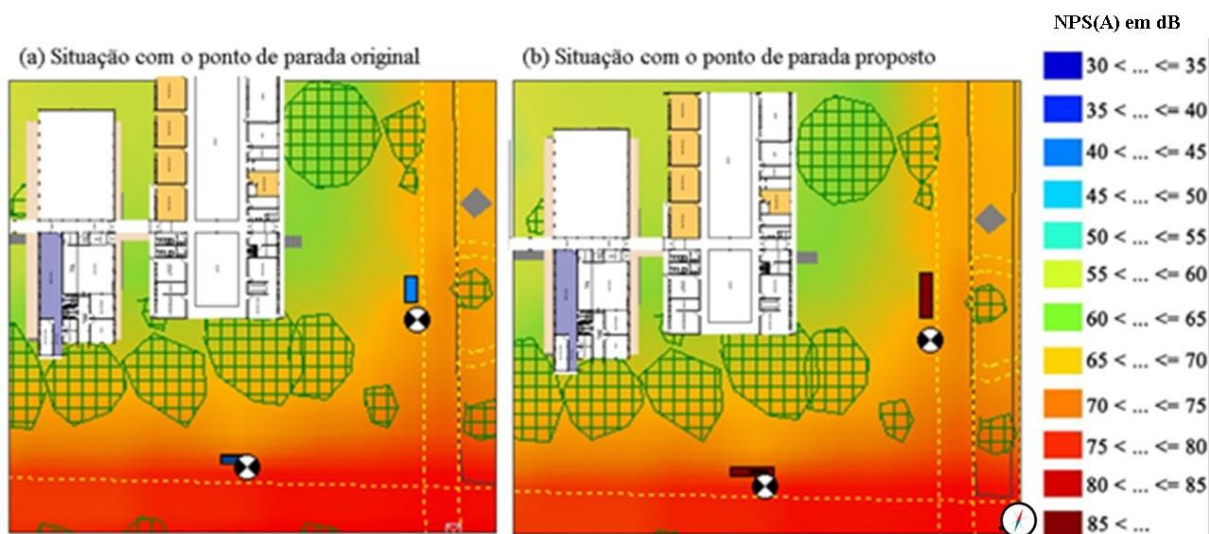 NPS(A) em dB
(a) Situação com o ponto de parada original
(b) Situação com o ponto de parada proposto
30 < ... <= 35
35 < ... <= 40
40 < ... <= 45
45 < ... <= 50
50 < ... <= 55
55 < ... <= 60
60 < ... <= 65
65 < ... <= 70
70 < ... <= 75
75 < ... <= 80
80 < ... <= 85
85 < ...